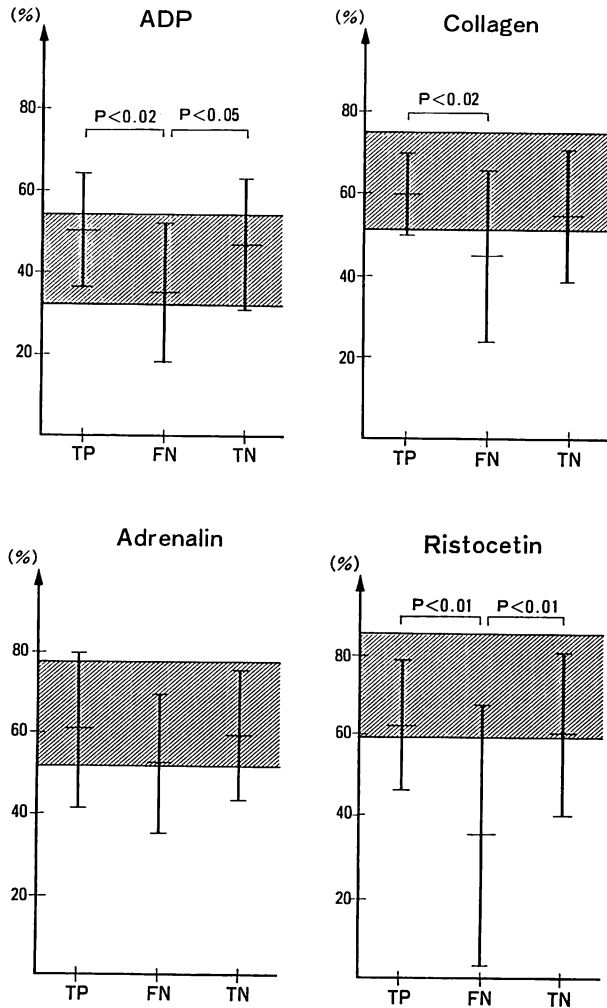 (%)
ADP
80
60
40
20
P<0.02
P<0.05
TP
FN
TN
(%)
Collagen
80
60
40
20
P<0.02
TP
FN
TN
(%)
Adrenalin
80
60
40
20
TP
FN
TN
(%)
Ristocetin
80
60
40
20
P<0.01
P<0.01
TP
FN
TN